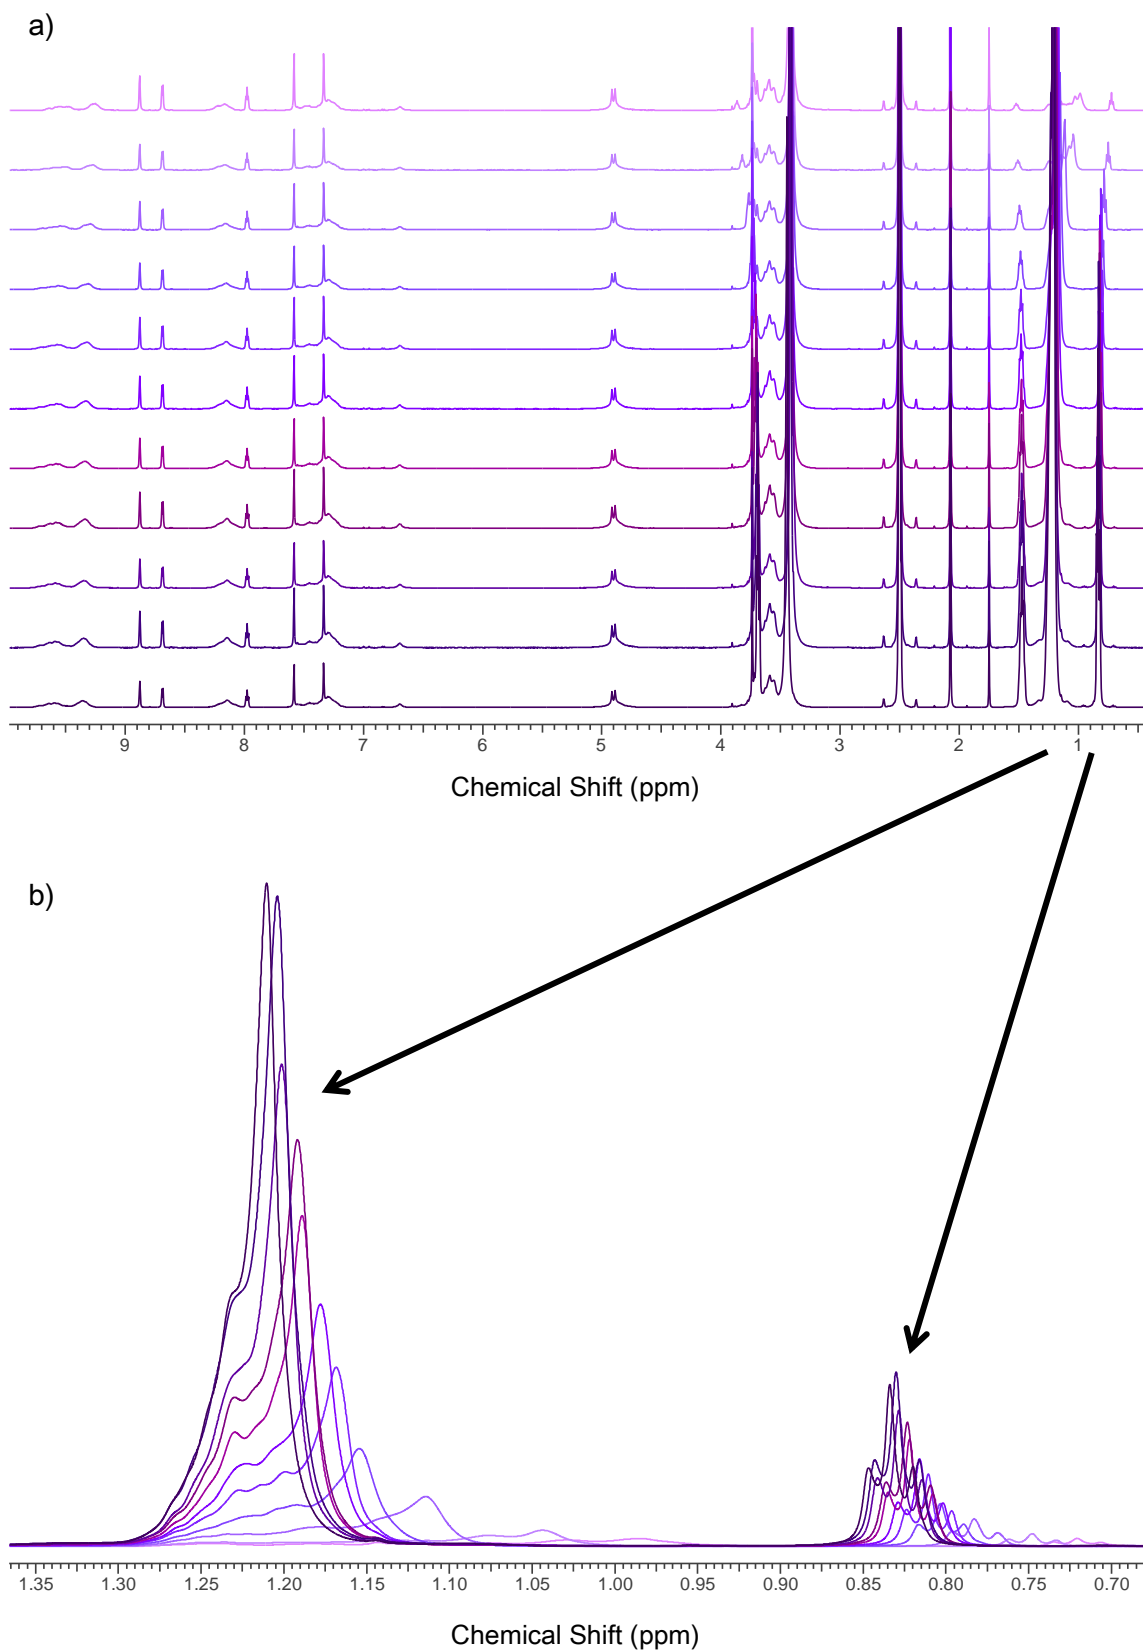 a)
9 8 7 6 5 4 3 2 1
Chemical Shift (ppm)
b)
1.35 1.30 1.25 1.20 1.15 1.10 1.05 1.00 0.95 0.90 0.85 0.80 0.75 0.70
Chemical Shift (ppm)